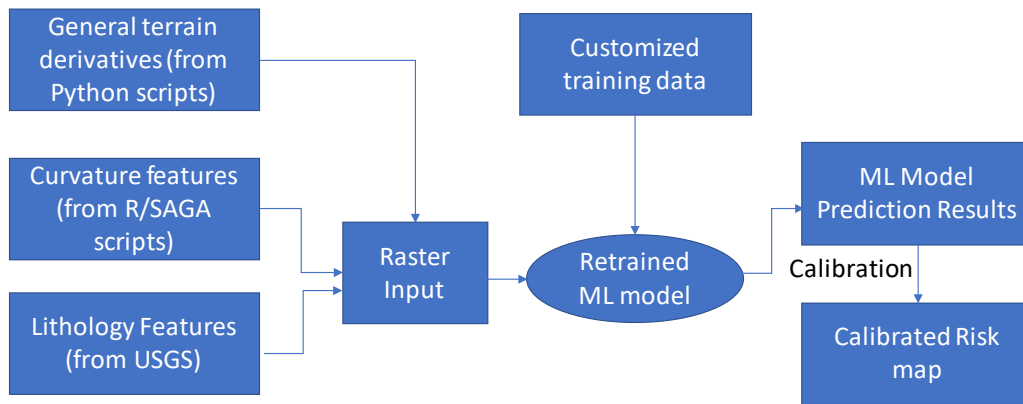 General terrain
derivatives (from
Python scripts)
Customized
training data
Curvature features
(from R/SAGA
scripts)
ML Model
Prediction Results
Raster
Input
Retrained
ML model
Calibration
Lithology Features
(from USGS)
Calibrated Risk
map